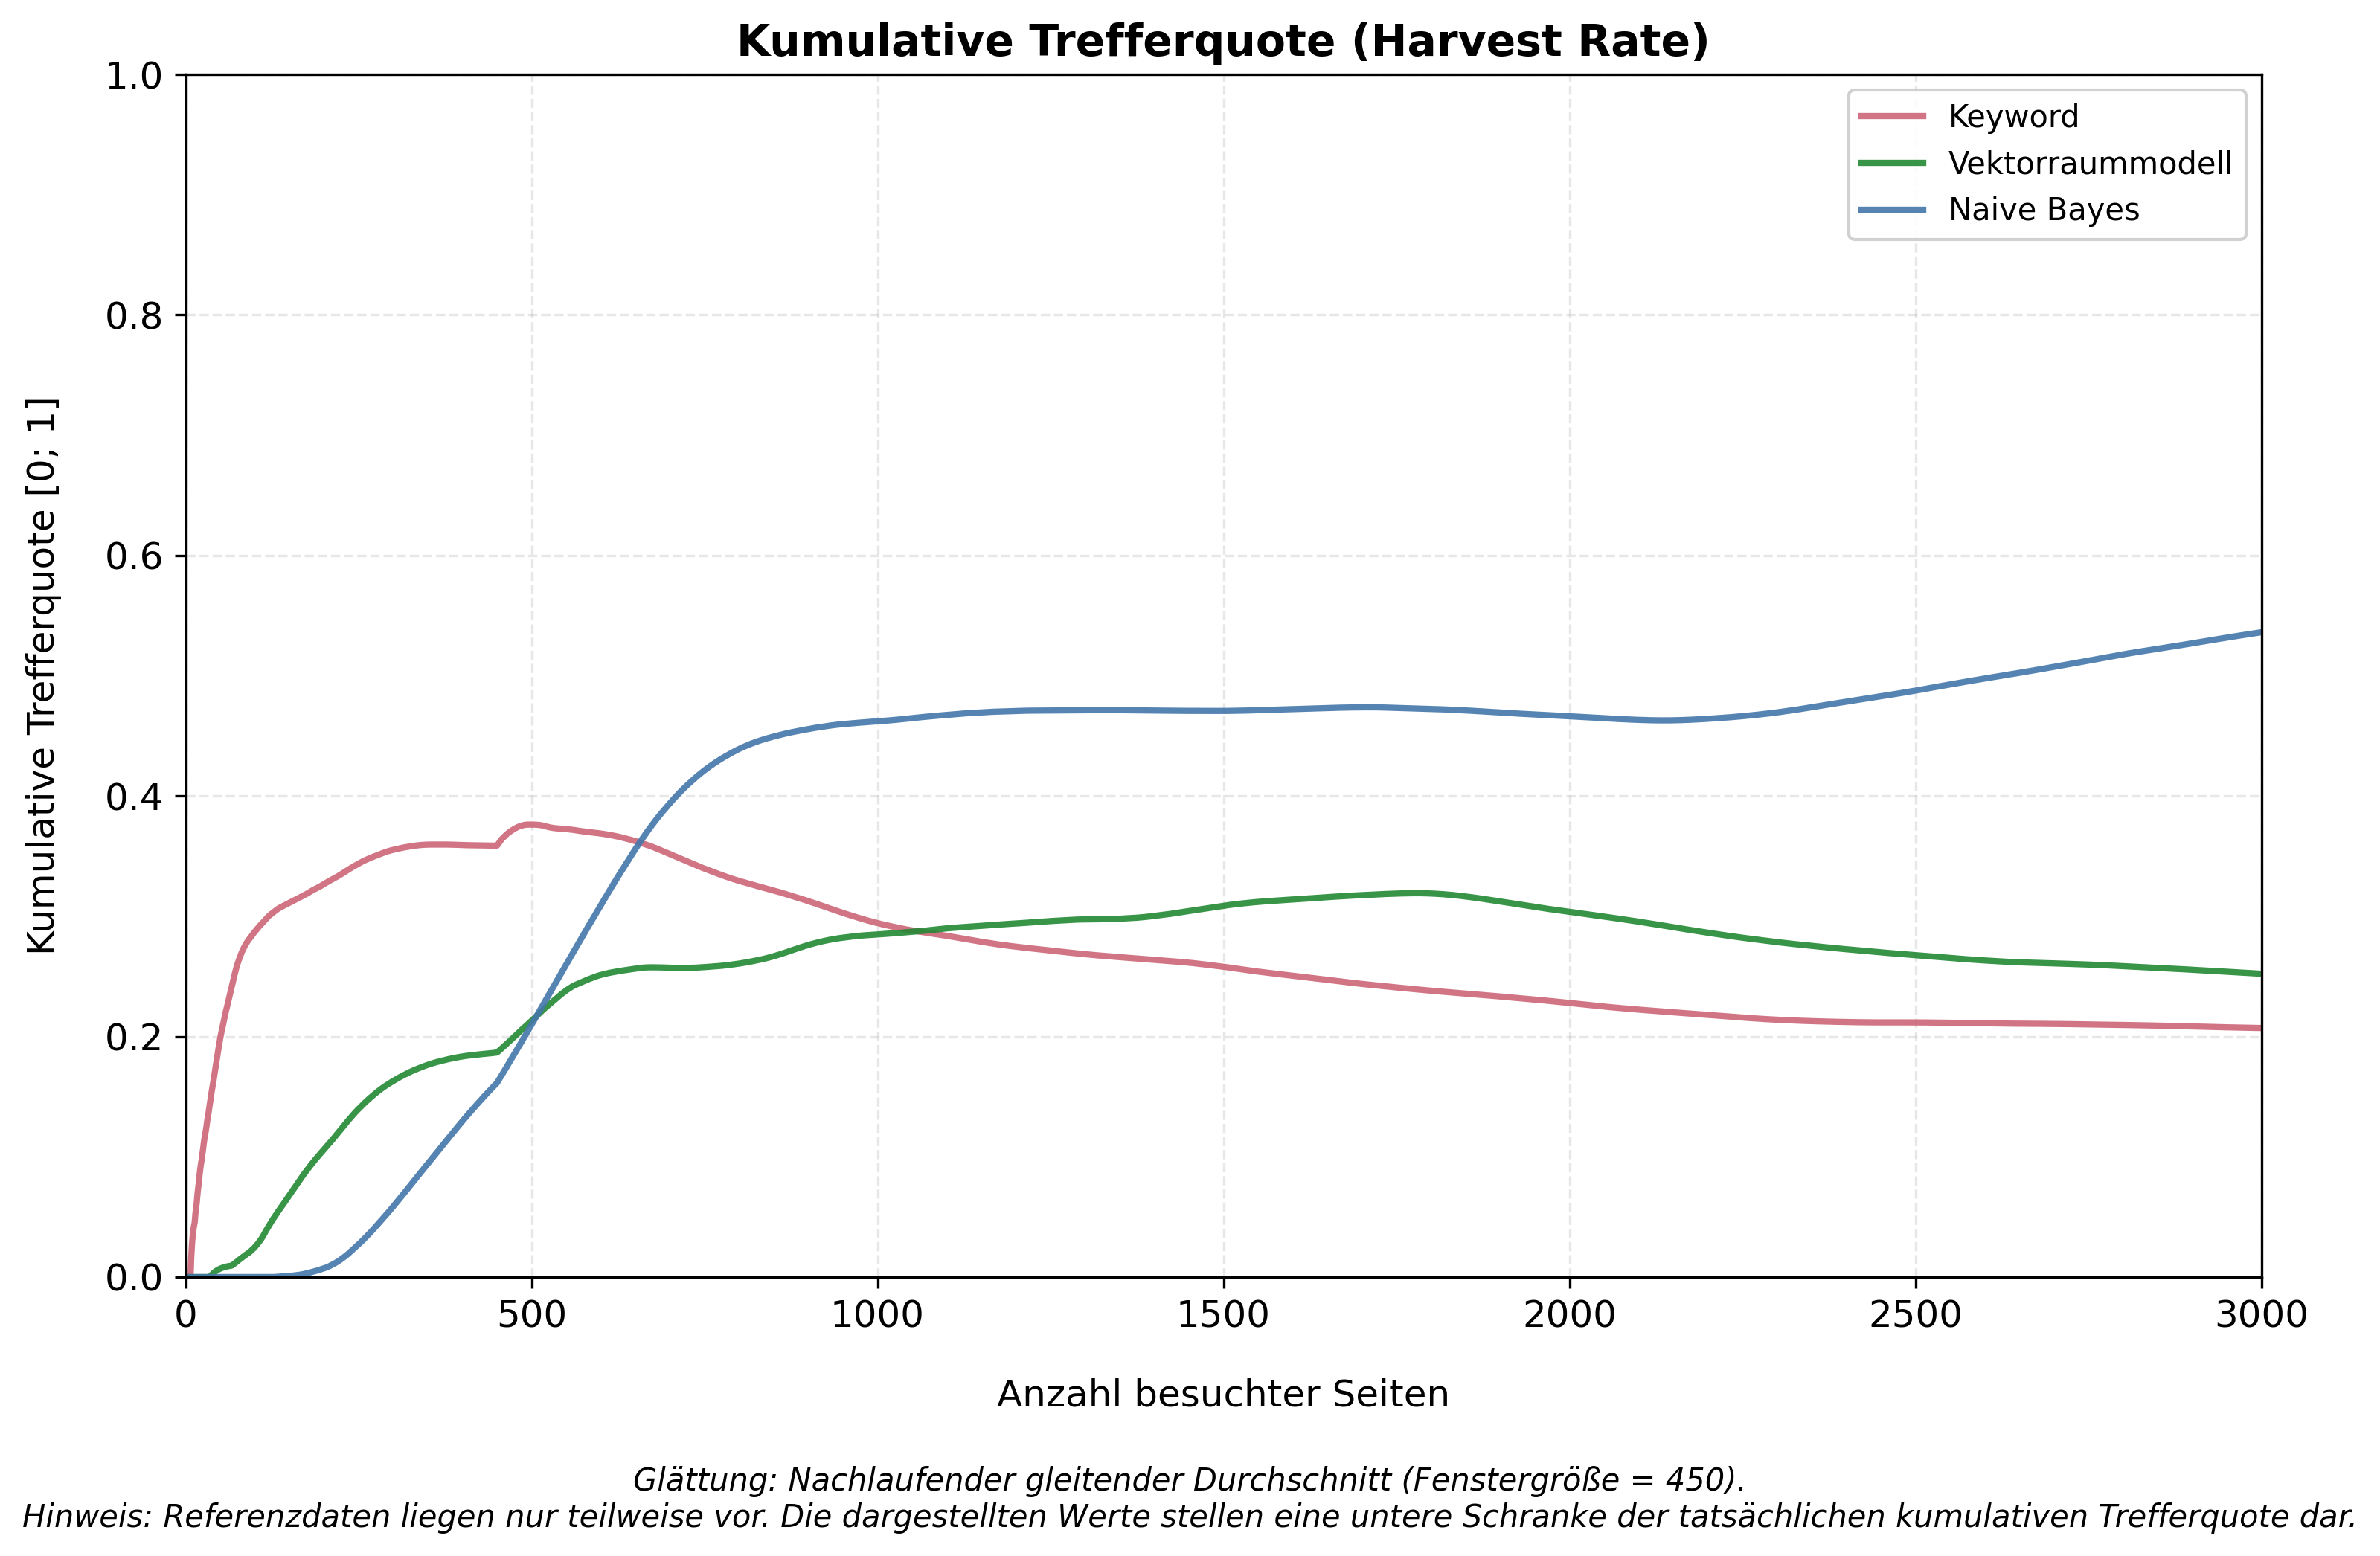 Kumulative Trefferquote (Harvest Rate)
Keyword
Vektorraummodell
Naive Bayes
Kumulative Trefferquote [0; 1]
1.0
0.8
0.6
0.4
0.2
0.0
0 500 1000 1500 2000 2500 3000
Anzahl besuchter Seiten
Glättung: Nachlaufender gleitender Durchschnitt (Fenstergröße = 450).
Hinweis: Referenzdaten liegen nur teilweise vor. Die dargestellten Werte stellen eine untere Schranke der tatsächlichen kumulativen Trefferquote dar.